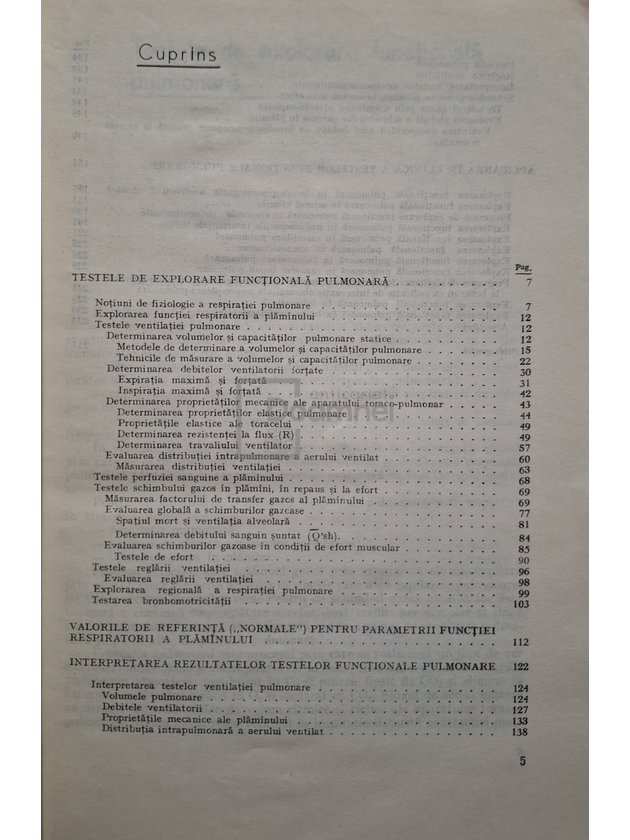 Cuprins
Pag.
TESTELE DE EXPLORARE FUNCȚIONALĂ PULMONARĂ . . . . . . . . . . 7
Noțiuni de fiziologie a respirației pulmonare . . . . . . . . . . 7
Explorarea funcției respiratorii a plămînului . . . . . . . . . . 12
Testele ventilației pulmonare . . . . . . . . . . 12
Determinarea volumelor și capacităților pulmonare statice . . . . . . . . . . 12
Metodele de determinare a volumelor și capacităților pulmonare . . . . . . . . . . 15
Tehnicile de măsurare a volumelor și capacităților pulmonare . . . . . . . . . . 22
Determinarea debitelor ventilatorii forțate . . . . . . . . . . 30
Expirația maximă și forțată . . . . . . . . . . 31
Inspirația maximă și forțată . . . . . . . . . . 42
Determinarea proprietăților mecanice ale aparatului toraco-pulmonar . . . . . . . . . . 43
Determinarea proprietăților elastice pulmonare . . . . . . . . . . 44
Proprietățile elastice ale toracelui . . . . . . . . . . 49
Determinarea rezistenței la flux (R) . . . . . . . . . . 49
Determinarea travaliului ventilator . . . . . . . . . . 57
Evaluarea distribuției intrapulmonare a aerului ventilat . . . . . . . . . . 60
Măsurarea distribuției ventilației . . . . . . . . . . 63
Testele perfuziei sanguine a plămînului . . . . . . . . . . 68
Testele schimbului gazos în plămîni, în repaus și la efort . . . . . . . . . . 69
Măsurarea factorului de transfer gazos al plămînului . . . . . . . . . . 69
Evaluarea globală a schimburilor gazoase . . . . . . . . . . 77
Spațiul mort și ventilația alveolară . . . . . . . . . . 81
Determinarea debitului sanguin șuntat (Q'sh). . . . . . . . . . 84
Evaluarea schimburilor gazoase în condiții de efort muscular . . . . . . . . . . 85
Testele de efort . . . . . . . . . . 90
Testele reglării ventilației . . . . . . . . . . 96
Evaluarea reglării ventilației . . . . . . . . . . 98
Explorarea regională a respirației pulmonare . . . . . . . . . . 99
Testarea bronhomotricității . . . . . . . . . . 103
VALORILE DE REFERINȚĂ („NORMALE”) PENTRU PARAMETRII FUNCȚIEI
RESPIRATORII A PLĂMÎNULUI . . . . . . . . . . 112
INTERPRETAREA REZULTATELOR TESTELOR FUNCȚIONALE PULMONARE 122
Interpretarea testelor ventilației pulmonare . . . . . . . . . . 124
Volumele pulmonare . . . . . . . . . . 124
Debitele ventilatorii . . . . . . . . . . 127
Proprietățile mecanice ale plămînului . . . . . . . . . . 133
Distribuția intrapulmonară a aerului ventilat . . . . . . . . . . 138
5